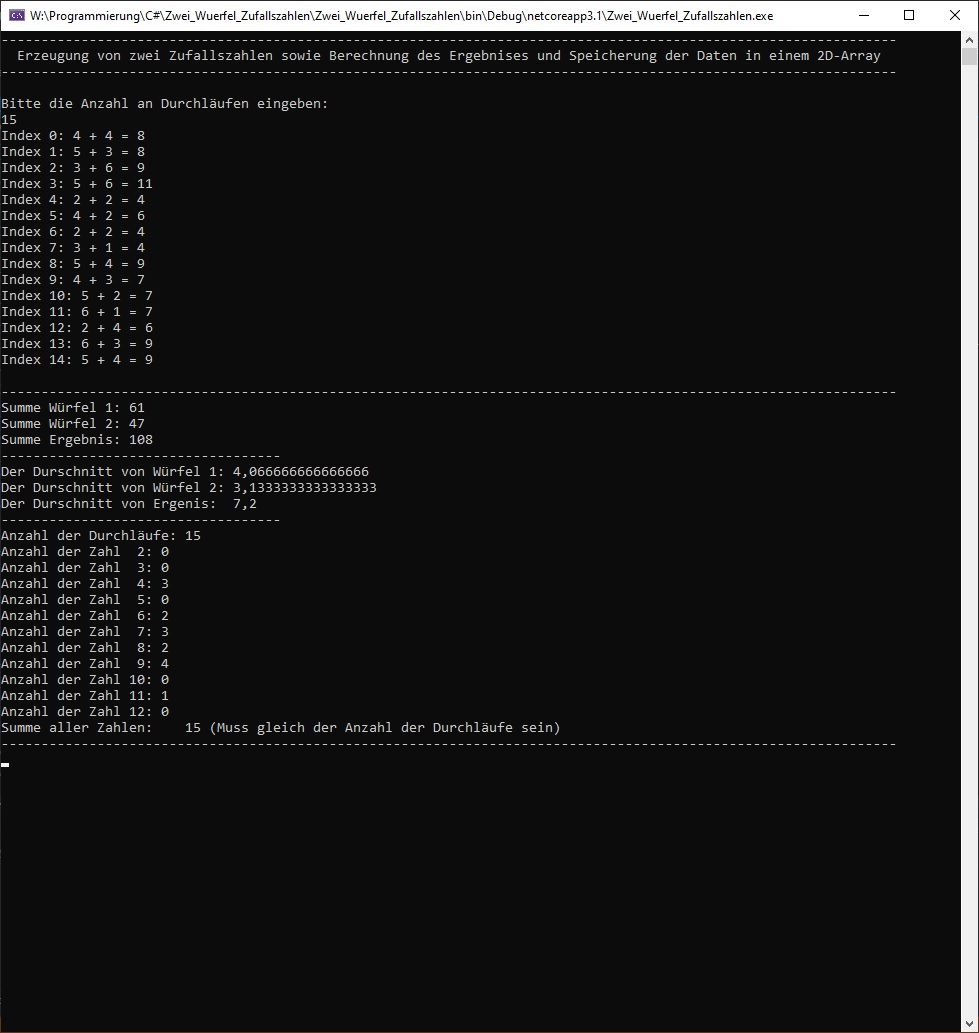 W:\Programmierung\C#\Zwei_Wuerfel_Zufallszahlen\Zwei_Wuerfel_Zufallszahlen\bin\Debug\netcoreapp3.1\Zwei_Wuerfel_Zufallszahlen.exe
----------------------------------------------------------------------------------------------------------------
  Erzeugung von zwei Zufallszahlen sowie Berechnung des Ergebnises und Speicherung der Daten in einem 2D-Array
----------------------------------------------------------------------------------------------------------------
Bitte die Anzahl an Durchläufen eingeben:
15
Index 0: 4 + 4 = 8
Index 1: 5 + 3 = 8
Index 2: 3 + 6 = 9
Index 3: 5 + 6 = 11
Index 4: 2 + 2 = 4
Index 5: 4 + 2 = 6
Index 6: 2 + 2 = 4
Index 7: 3 + 1 = 4
Index 8: 5 + 4 = 9
Index 9: 4 + 3 = 7
Index 10: 5 + 2 = 7
Index 11: 6 + 1 = 7
Index 12: 2 + 4 = 6
Index 13: 6 + 3 = 9
Index 14: 5 + 4 = 9
----------------------------------------------------------------------------------------------------------------
Summe Würfel 1: 61
Summe Würfel 2: 47
Summe Ergebnis: 108
-----------------------------------
Der Durschnitt von Würfel 1: 4,066666666666666
Der Durschnitt von Würfel 2: 3,1333333333333333
Der Durschnitt von Ergenis:  7,2
-----------------------------------
Anzahl der Durchläufe: 15
Anzahl der Zahl  2: 0
Anzahl der Zahl  3: 0
Anzahl der Zahl  4: 3
Anzahl der Zahl  5: 0
Anzahl der Zahl  6: 2
Anzahl der Zahl  7: 3
Anzahl der Zahl  8: 2
Anzahl der Zahl  9: 4
Anzahl der Zahl 10: 0
Anzahl der Zahl 11: 1
Anzahl der Zahl 12: 0
Summe aller Zahlen:    15 (Muss gleich der Anzahl der Durchläufe sein)
----------------------------------------------------------------------------------------------------------------